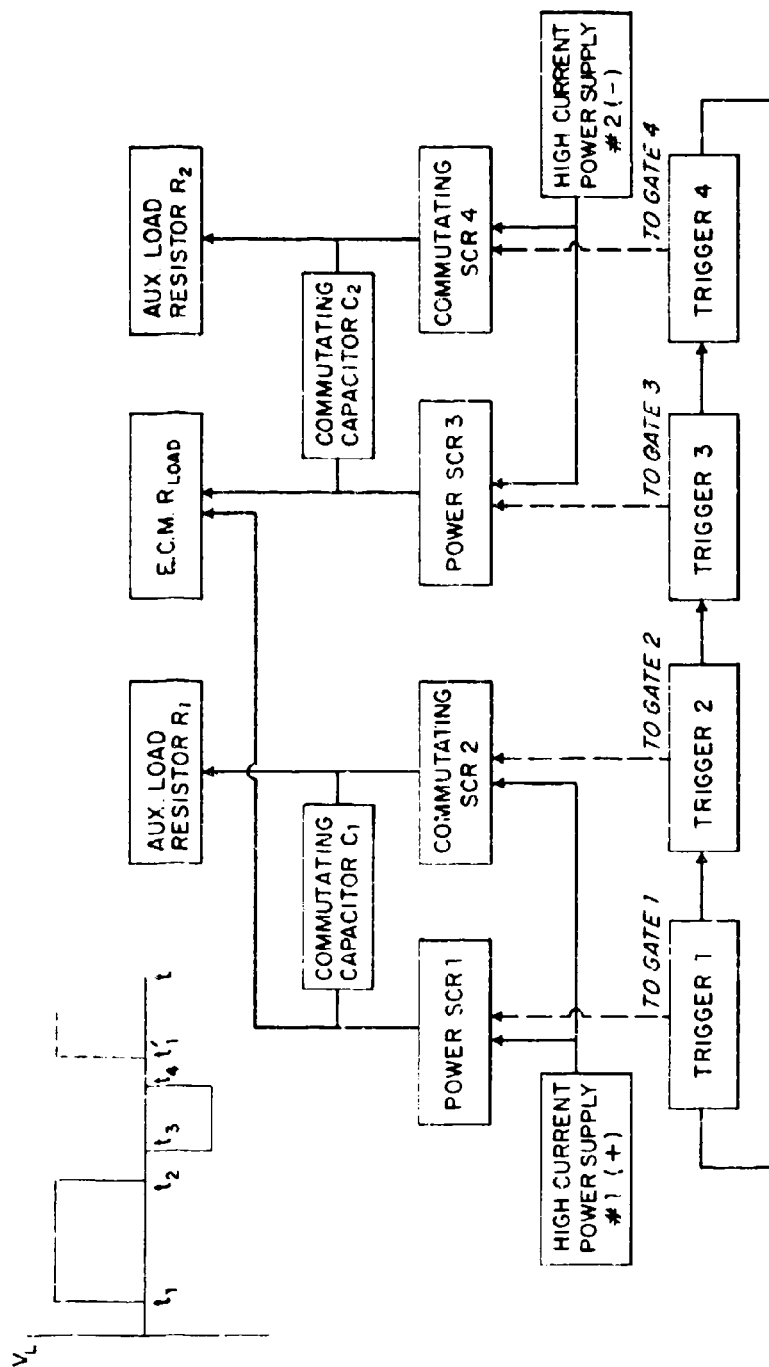 V_L
t₁
t₂
t₃
t₄
t'₁
t
AUX. LOAD
RESISTOR R₁
E.C.M. R_LOAD
AUX. LOAD
RESISTOR R₂
COMMUTATING
CAPACITOR C₁
COMMUTATING
CAPACITOR C₂
POWER SCR 1
COMMUTATING
SCR 2
POWER SCR 3
COMMUTATING
SCR 4
HIGH CURRENT
POWER SUPPLY
#1 (+)
HIGH CURRENT
POWER SUPPLY
#2 (-)
TO GATE 1
TO GATE 2
TO GATE 3
TO GATE 4
TRIGGER 1
TRIGGER 2
TRIGGER 3
TRIGGER 4